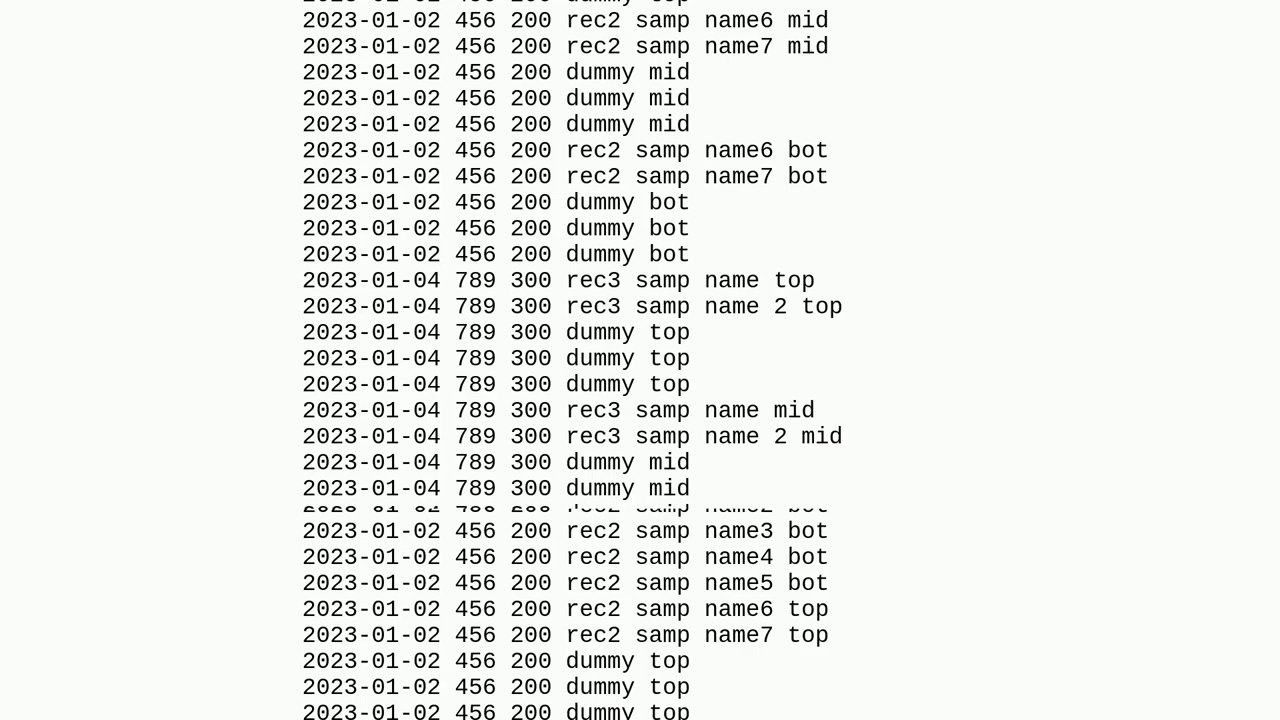 2023-01-02 456 200 rec2 samp name6 mid
2023-01-02 456 200 rec2 samp name7 mid
2023-01-02 456 200 dummy mid
2023-01-02 456 200 dummy mid
2023-01-02 456 200 dummy mid
2023-01-02 456 200 rec2 samp name6 bot
2023-01-02 456 200 rec2 samp name7 bot
2023-01-02 456 200 dummy bot
2023-01-02 456 200 dummy bot
2023-01-02 456 200 dummy bot
2023-01-04 789 300 rec3 samp name top
2023-01-04 789 300 rec3 samp name 2 top
2023-01-04 789 300 dummy top
2023-01-04 789 300 dummy top
2023-01-04 789 300 dummy top
2023-01-04 789 300 rec3 samp name mid
2023-01-04 789 300 rec3 samp name 2 mid
2023-01-04 789 300 dummy mid
2023-01-04 789 300 dummy mid
2023-01-02 456 200 rec2 samp name3 bot
2023-01-02 456 200 rec2 samp name4 bot
2023-01-02 456 200 rec2 samp name5 bot
2023-01-02 456 200 rec2 samp name6 top
2023-01-02 456 200 rec2 samp name7 top
2023-01-02 456 200 dummy top
2023-01-02 456 200 dummy top
2023-01-02 456 200 dummy top